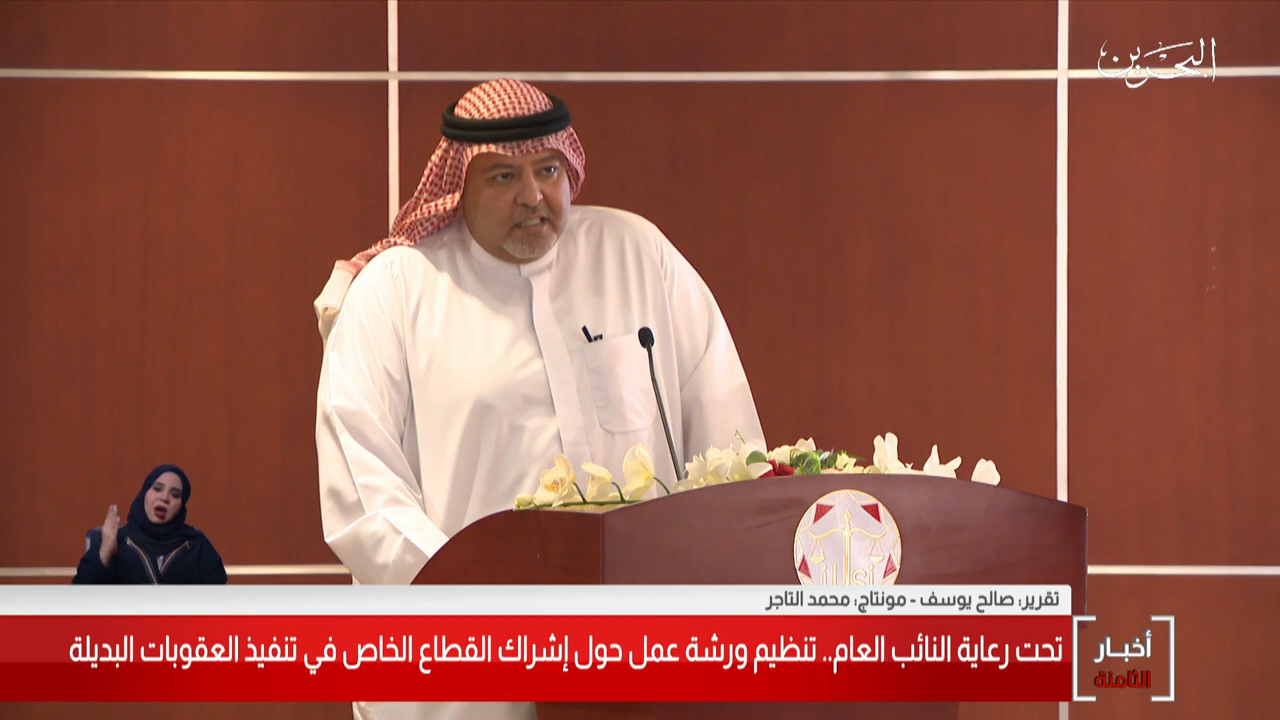 البحرين
تقرير: صالح يوسف - مونتاج: محمد التاجر
تحت رعاية النائب العام.. تنظيم ورشة عمل حول إشراك القطاع الخاص في تنفيذ العقوبات البديلة
أخبار
الثامنة